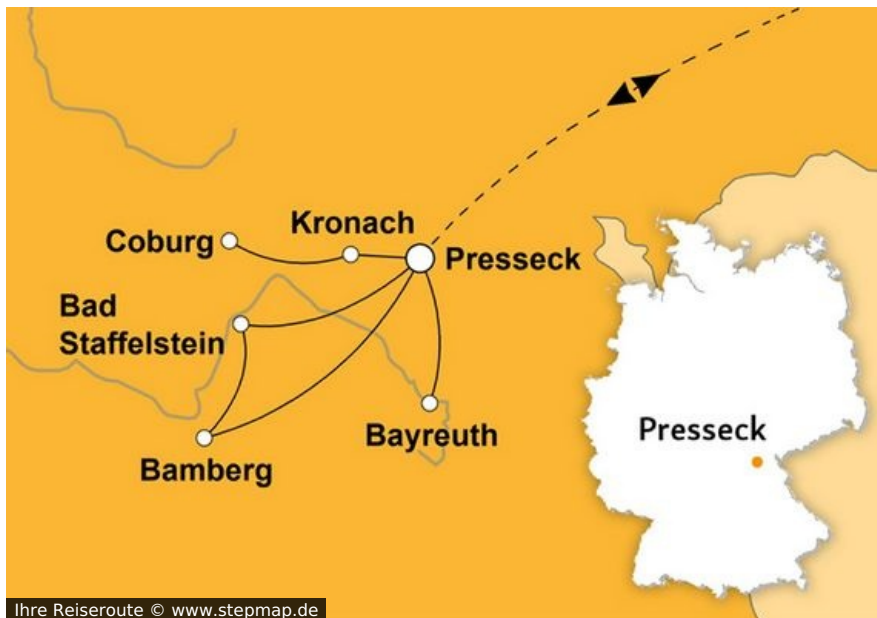 Kronach
Coburg
Presseck
Bad
Staffelstein
Bayreuth
Bamberg
Presseck
Ihre Reiseroute © www.stepmap.de